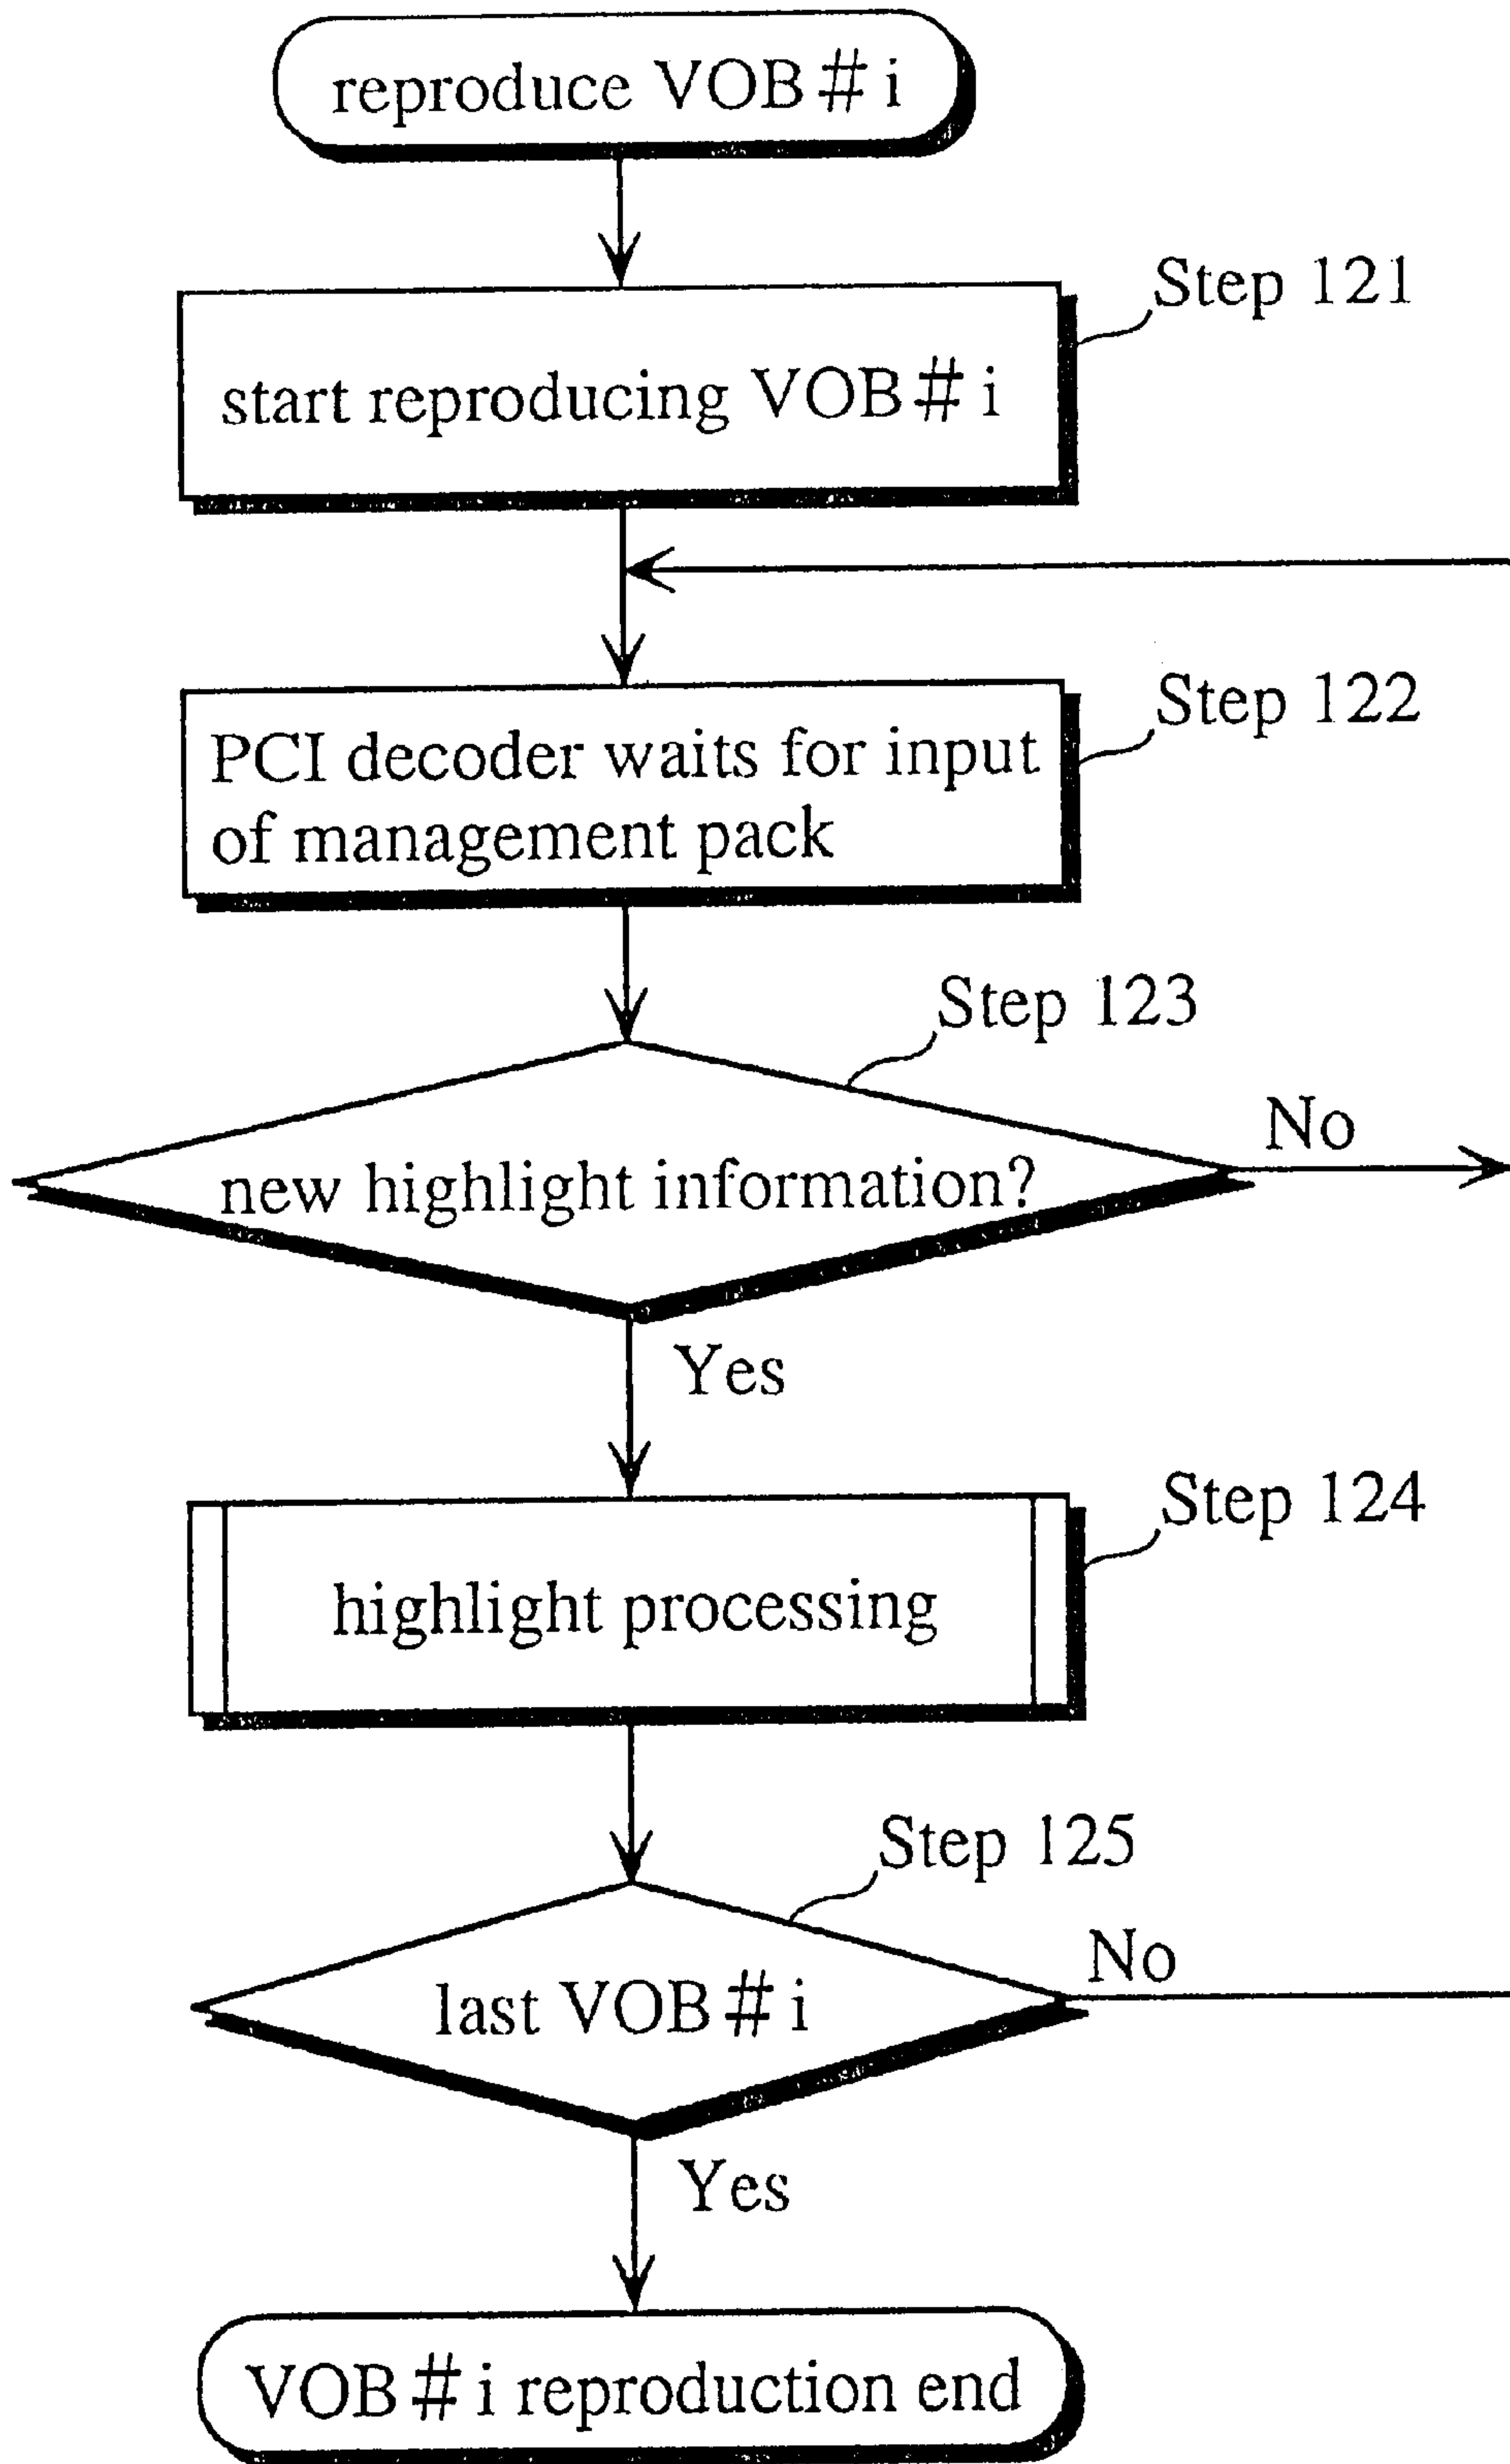 reproduce VOB # i
Step 121
start reproducing VOB # i
Step 122
PCI decoder waits for input
of management pack
Step 123
No
new highlight information?
Yes
Step 124
highlight processing
Step 125
No
last VOB # i
Yes
VOB # i reproduction end